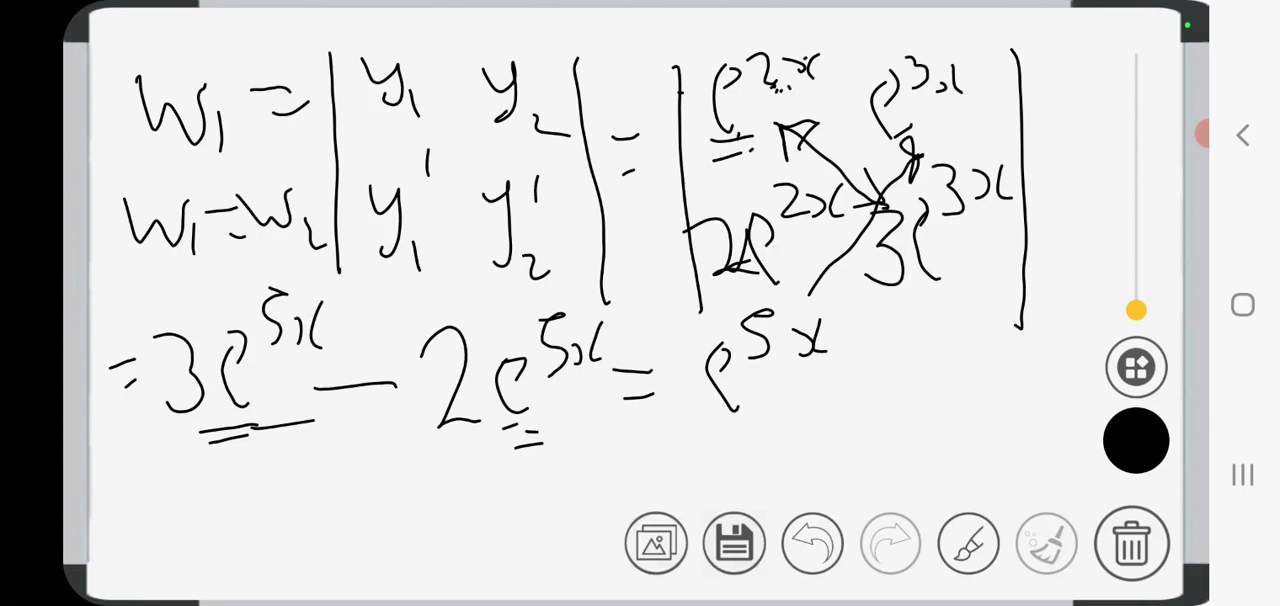 W₁ = | y₁ y₂ | = | e^{2x} e^{3x} |
W₁ = W₂ | y₁' y₂' | | 2e^{2x} 3e^{3x} |
= 3e^{5x} — 2e^{5x} = e^{5x}